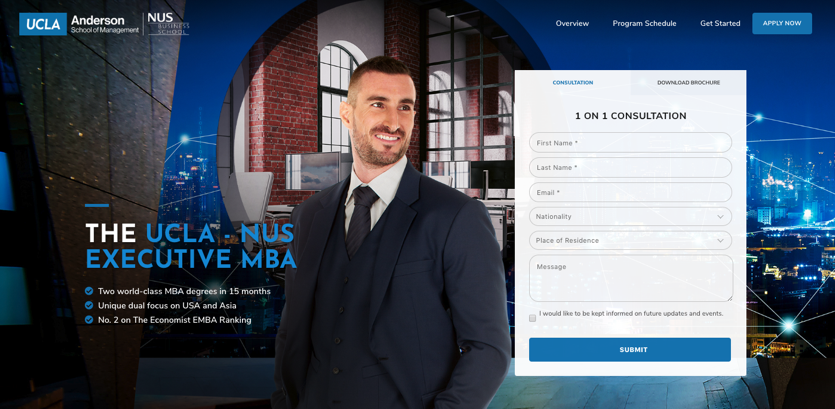 UCLA Anderson
School of Management
NUS
BUSINESS
SCHOOL
Overview
Program Schedule
Get Started
APPLY NOW
CONSULTATION
DOWNLOAD BROCHURE
1 ON 1 CONSULTATION
First Name *
Last Name *
Email *
Nationality
Place of Residence
Message
I would like to be kept informed on future updates and events.
SUBMIT
THE UCLA - NUS
EXECUTIVE MBA
Two world-class MBA degrees in 15 months
Unique dual focus on USA and Asia
No. 2 on The Economist EMBA Ranking